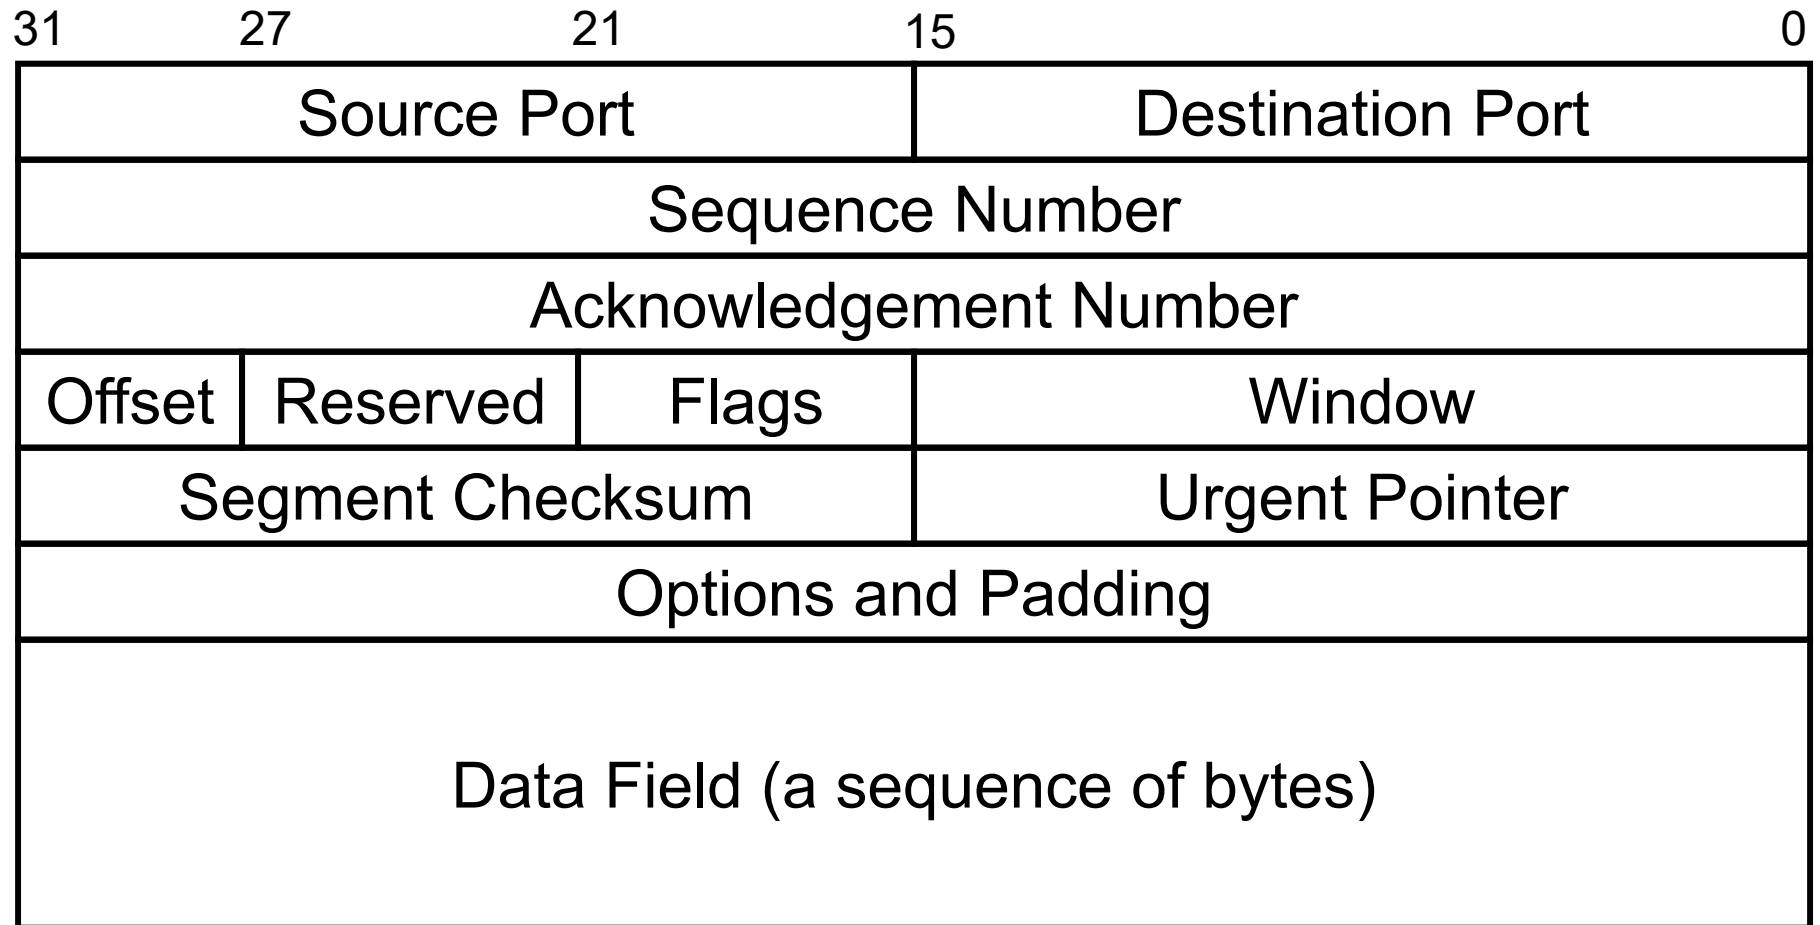 31 27 21 15 0
Source Port Destination Port
Sequence Number
Acknowledgement Number
Offset Reserved Flags Window
Segment Checksum Urgent Pointer
Options and Padding
Data Field (a sequence of bytes)